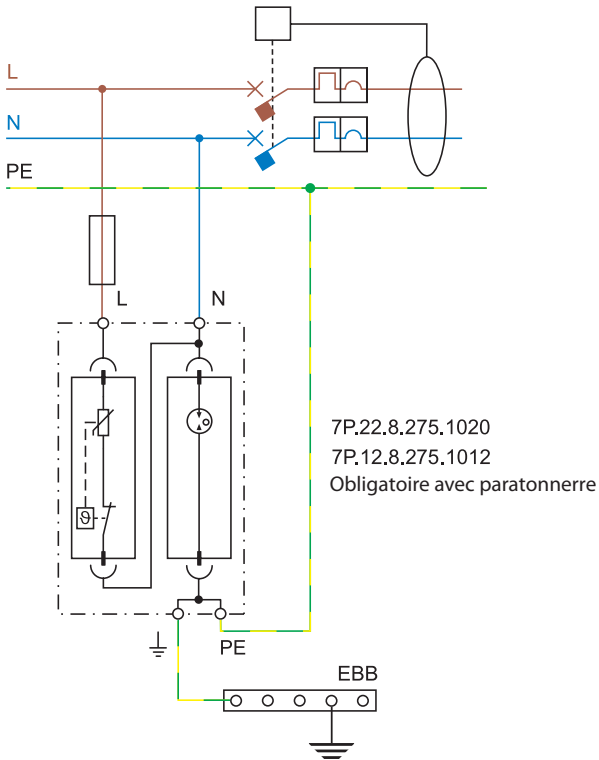 L
N
PE
L
N
7P.22.8.275.1020
7P.12.8.275.1012
Obligatoire avec paratonnerre
ϑ
PE
EBB